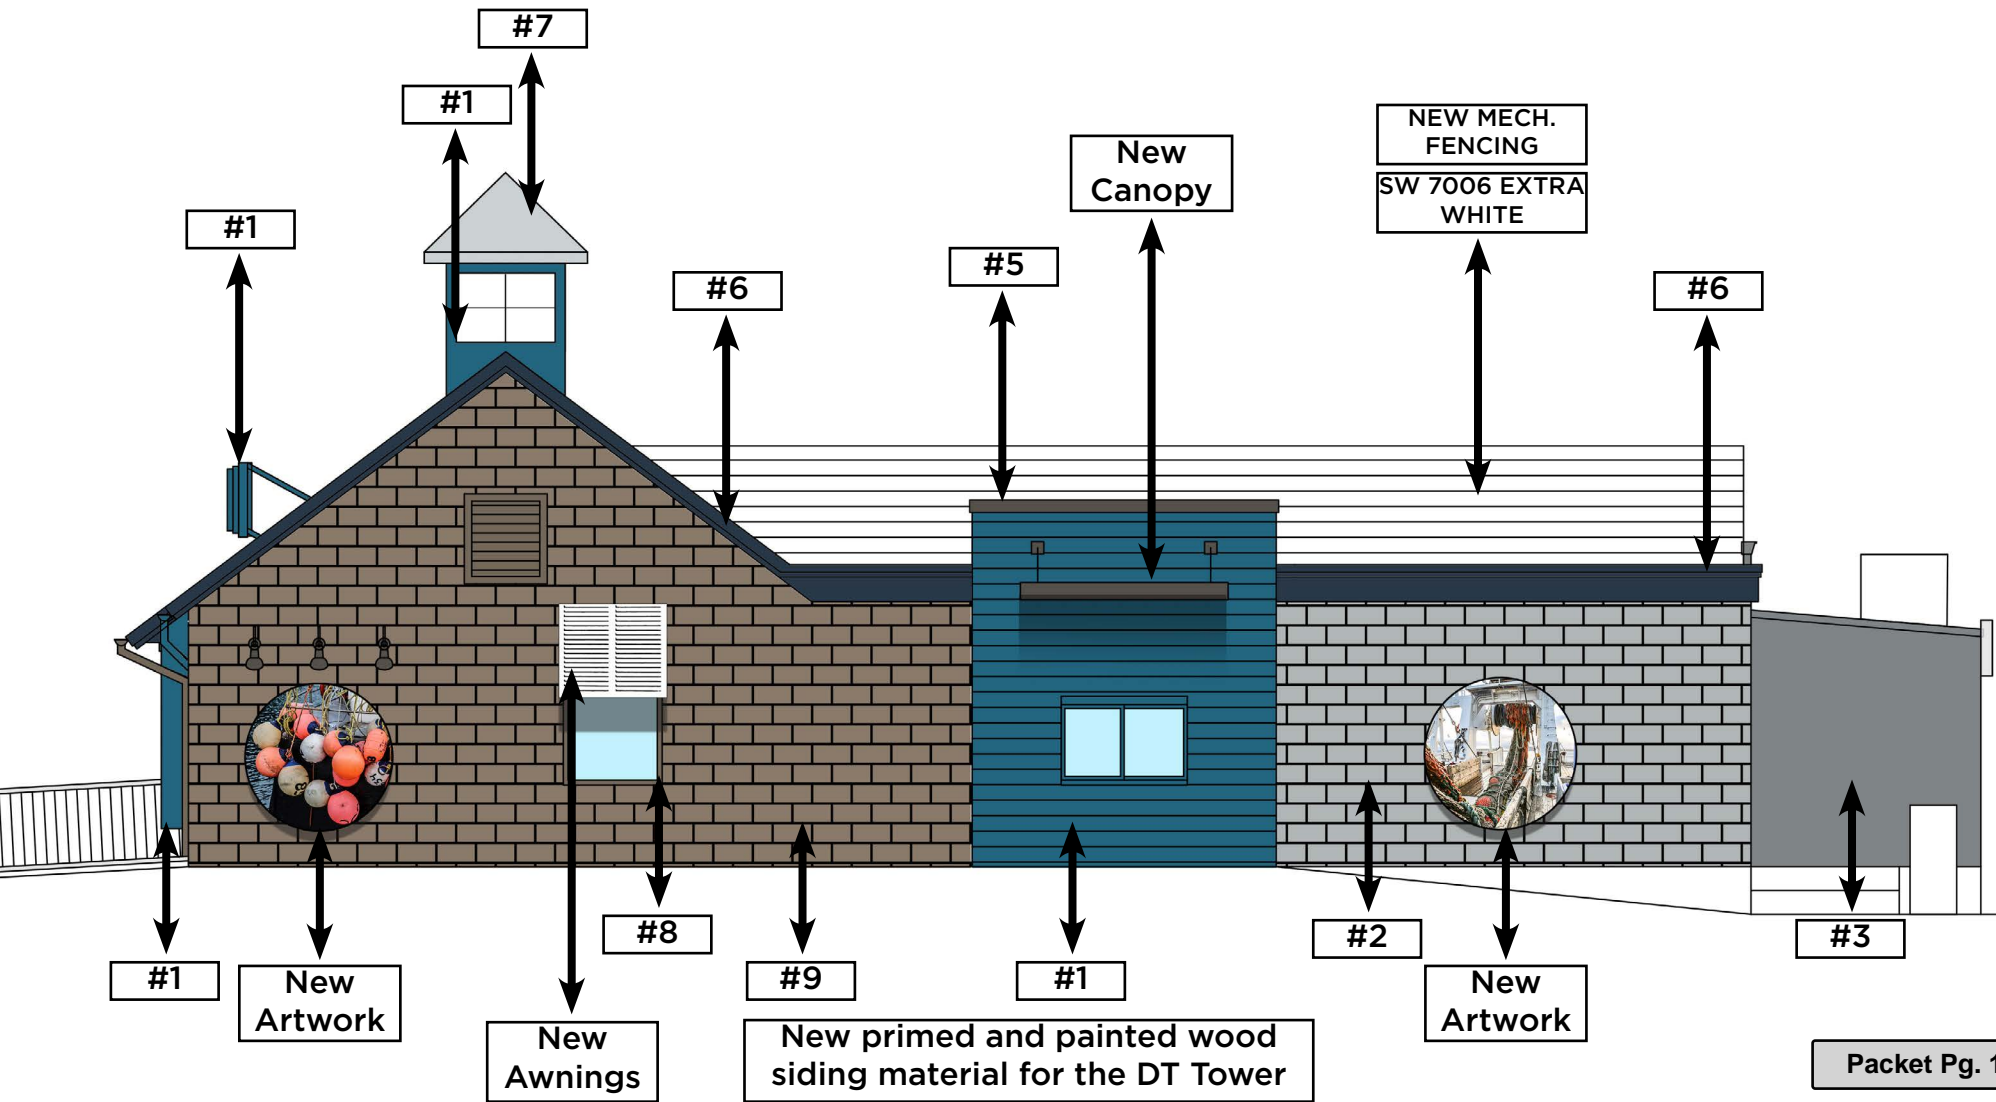 #7
#1
NEW MECH.
FENCING
SW 7006 EXTRA
WHITE
New
Canopy
#1
#5
#6
#6
#8
#2
#3
#1
New
Artwork
#9
#1
New
Artwork
New
Awnings
New primed and painted wood
siding material for the DT Tower
Packet Pg. 1